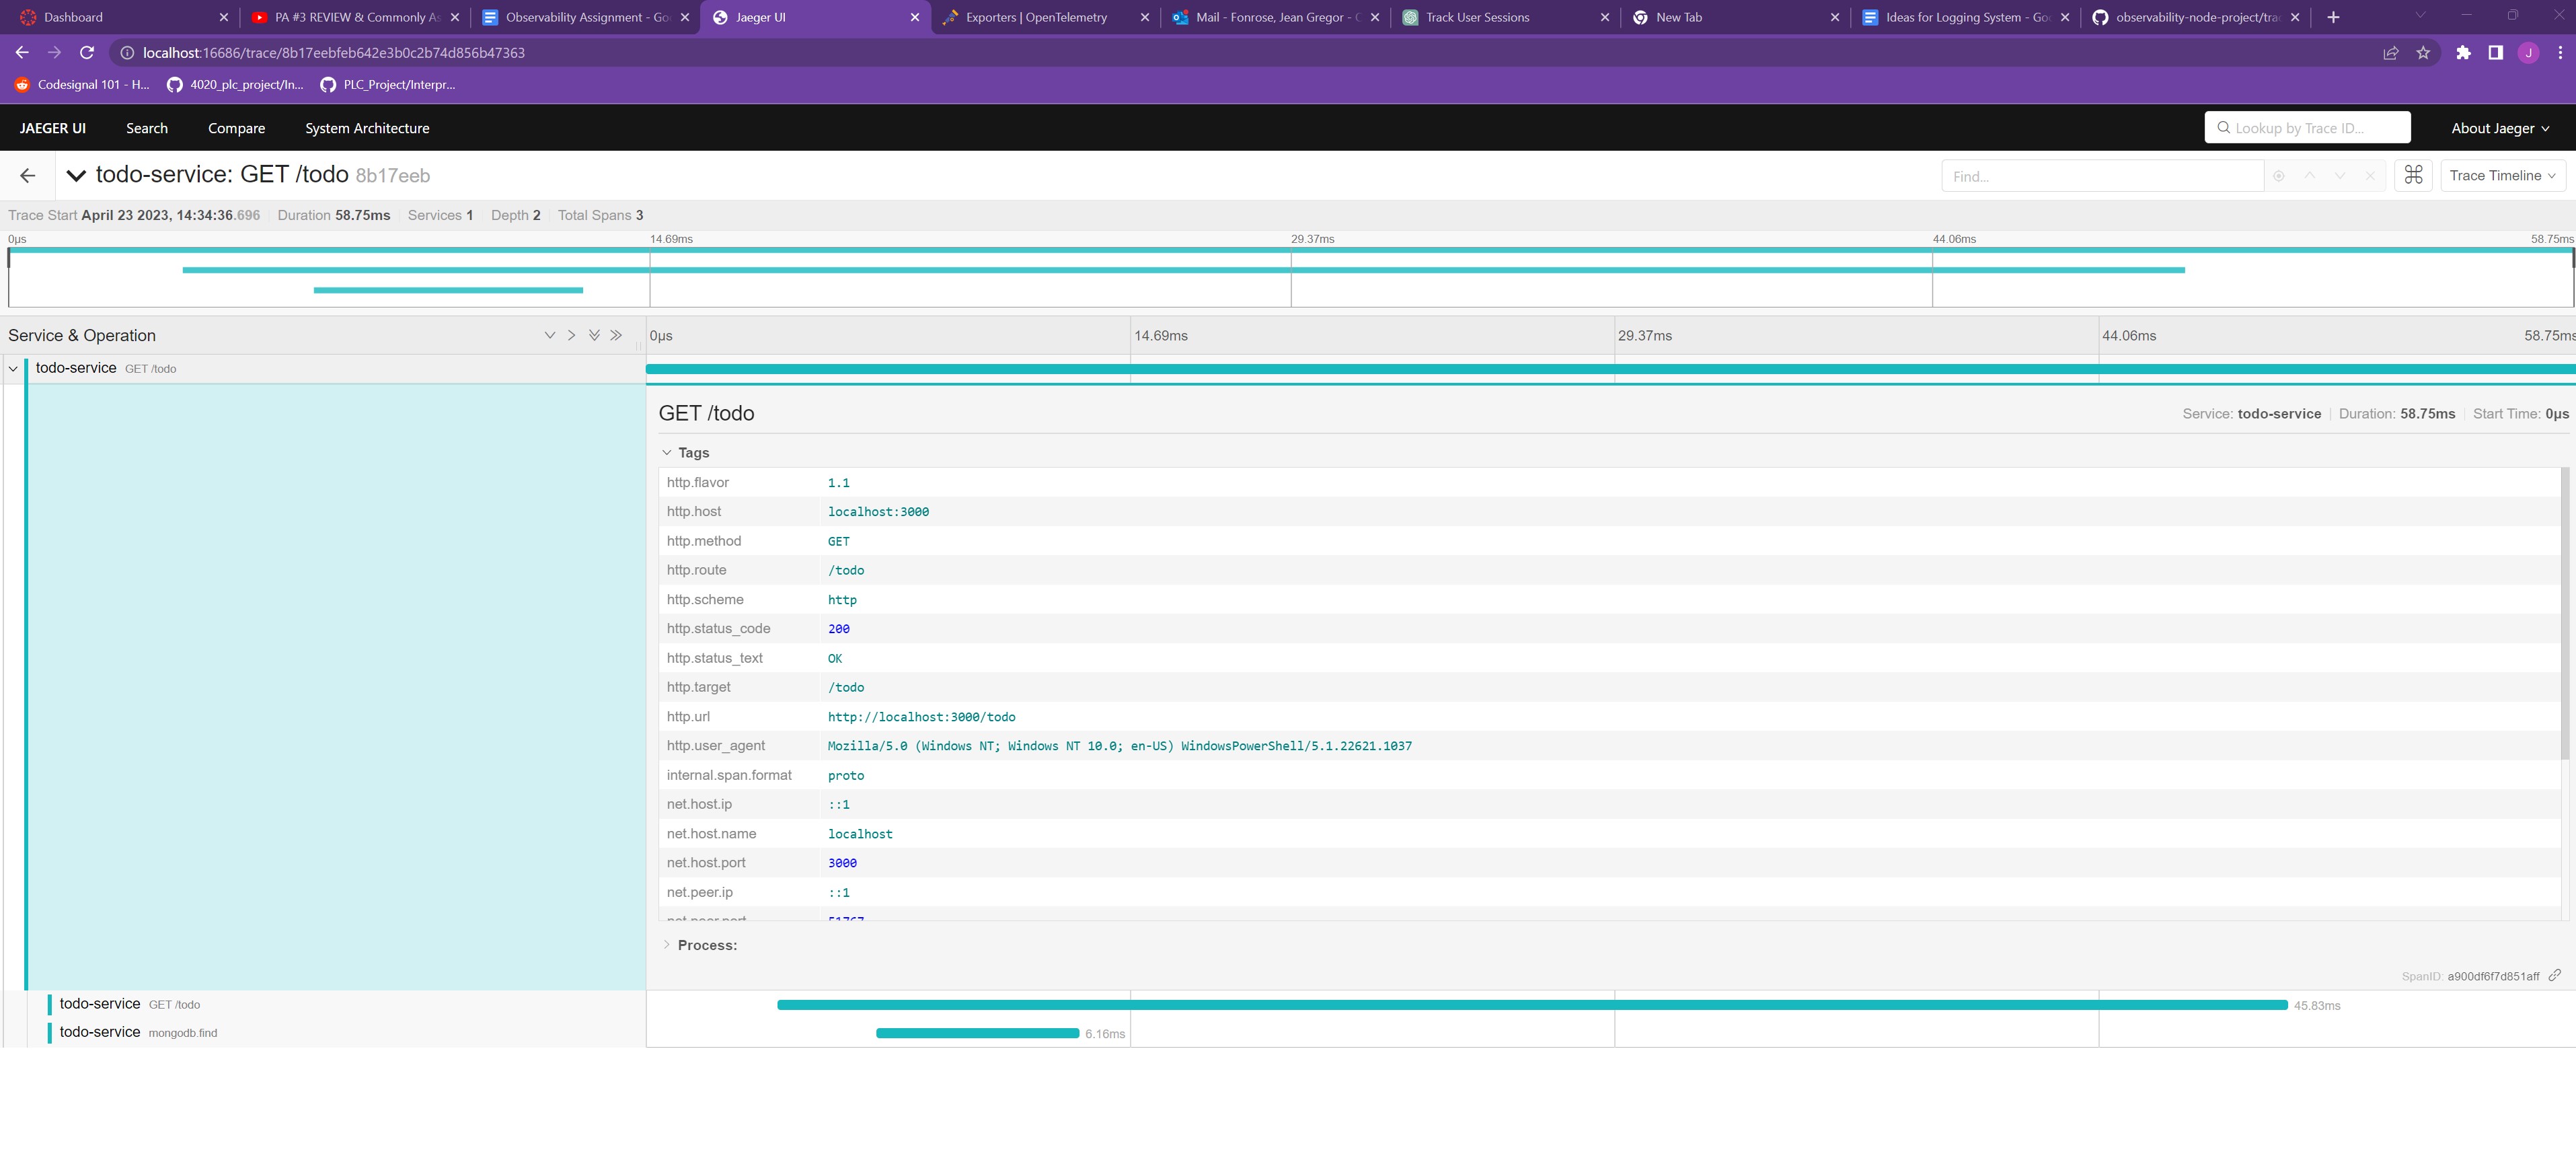 Dashboard
PA #3 REVIEW & Commonly As
Observability Assignment - Goo
Jaeger UI
Exporters | OpenTelemetry
Mail - Fonrose, Jean Gregor - O
Track User Sessions
New Tab
Ideas for Logging System - Goo
observability-node-project/trac
localhost:16686/trace/8b17eebfeb642e3b0c2b74d856b47363
J
Codesignal 101 - H...
4020_plc_project/In...
PLC_Project/Interpr...
JAEGER UI
Search
Compare
System Architecture
Lookup by Trace ID...
About Jaeger
todo-service: GET /todo 8b17eeb
Find...
Trace Timeline
Trace Start April 23 2023, 14:34:36.696 Duration 58.75ms Services 1 Depth 2 Total Spans 3
0μs 14.69ms 29.37ms 44.06ms 58.75ms
Service & Operation
0μs 14.69ms 29.37ms 44.06ms 58.75ms
todo-service GET /todo
GET /todo
Service: todo-service Duration: 58.75ms Start Time: 0μs
Tags
http.flavor 1.1
http.host localhost:3000
http.method GET
http.route /todo
http.scheme http
http.status_code 200
http.status_text OK
http.target /todo
http.url http://localhost:3000/todo
http.user_agent Mozilla/5.0 (Windows NT; Windows NT 10.0; en-US) WindowsPowerShell/5.1.22621.1037
internal.span.format proto
net.host.ip ::1
net.host.name localhost
net.host.port 3000
net.peer.ip ::1
net.peer.port 51767
Process:
SpanID: a900df6f7d851aff
todo-service GET /todo 45.83ms
todo-service mongodb.find 6.16ms